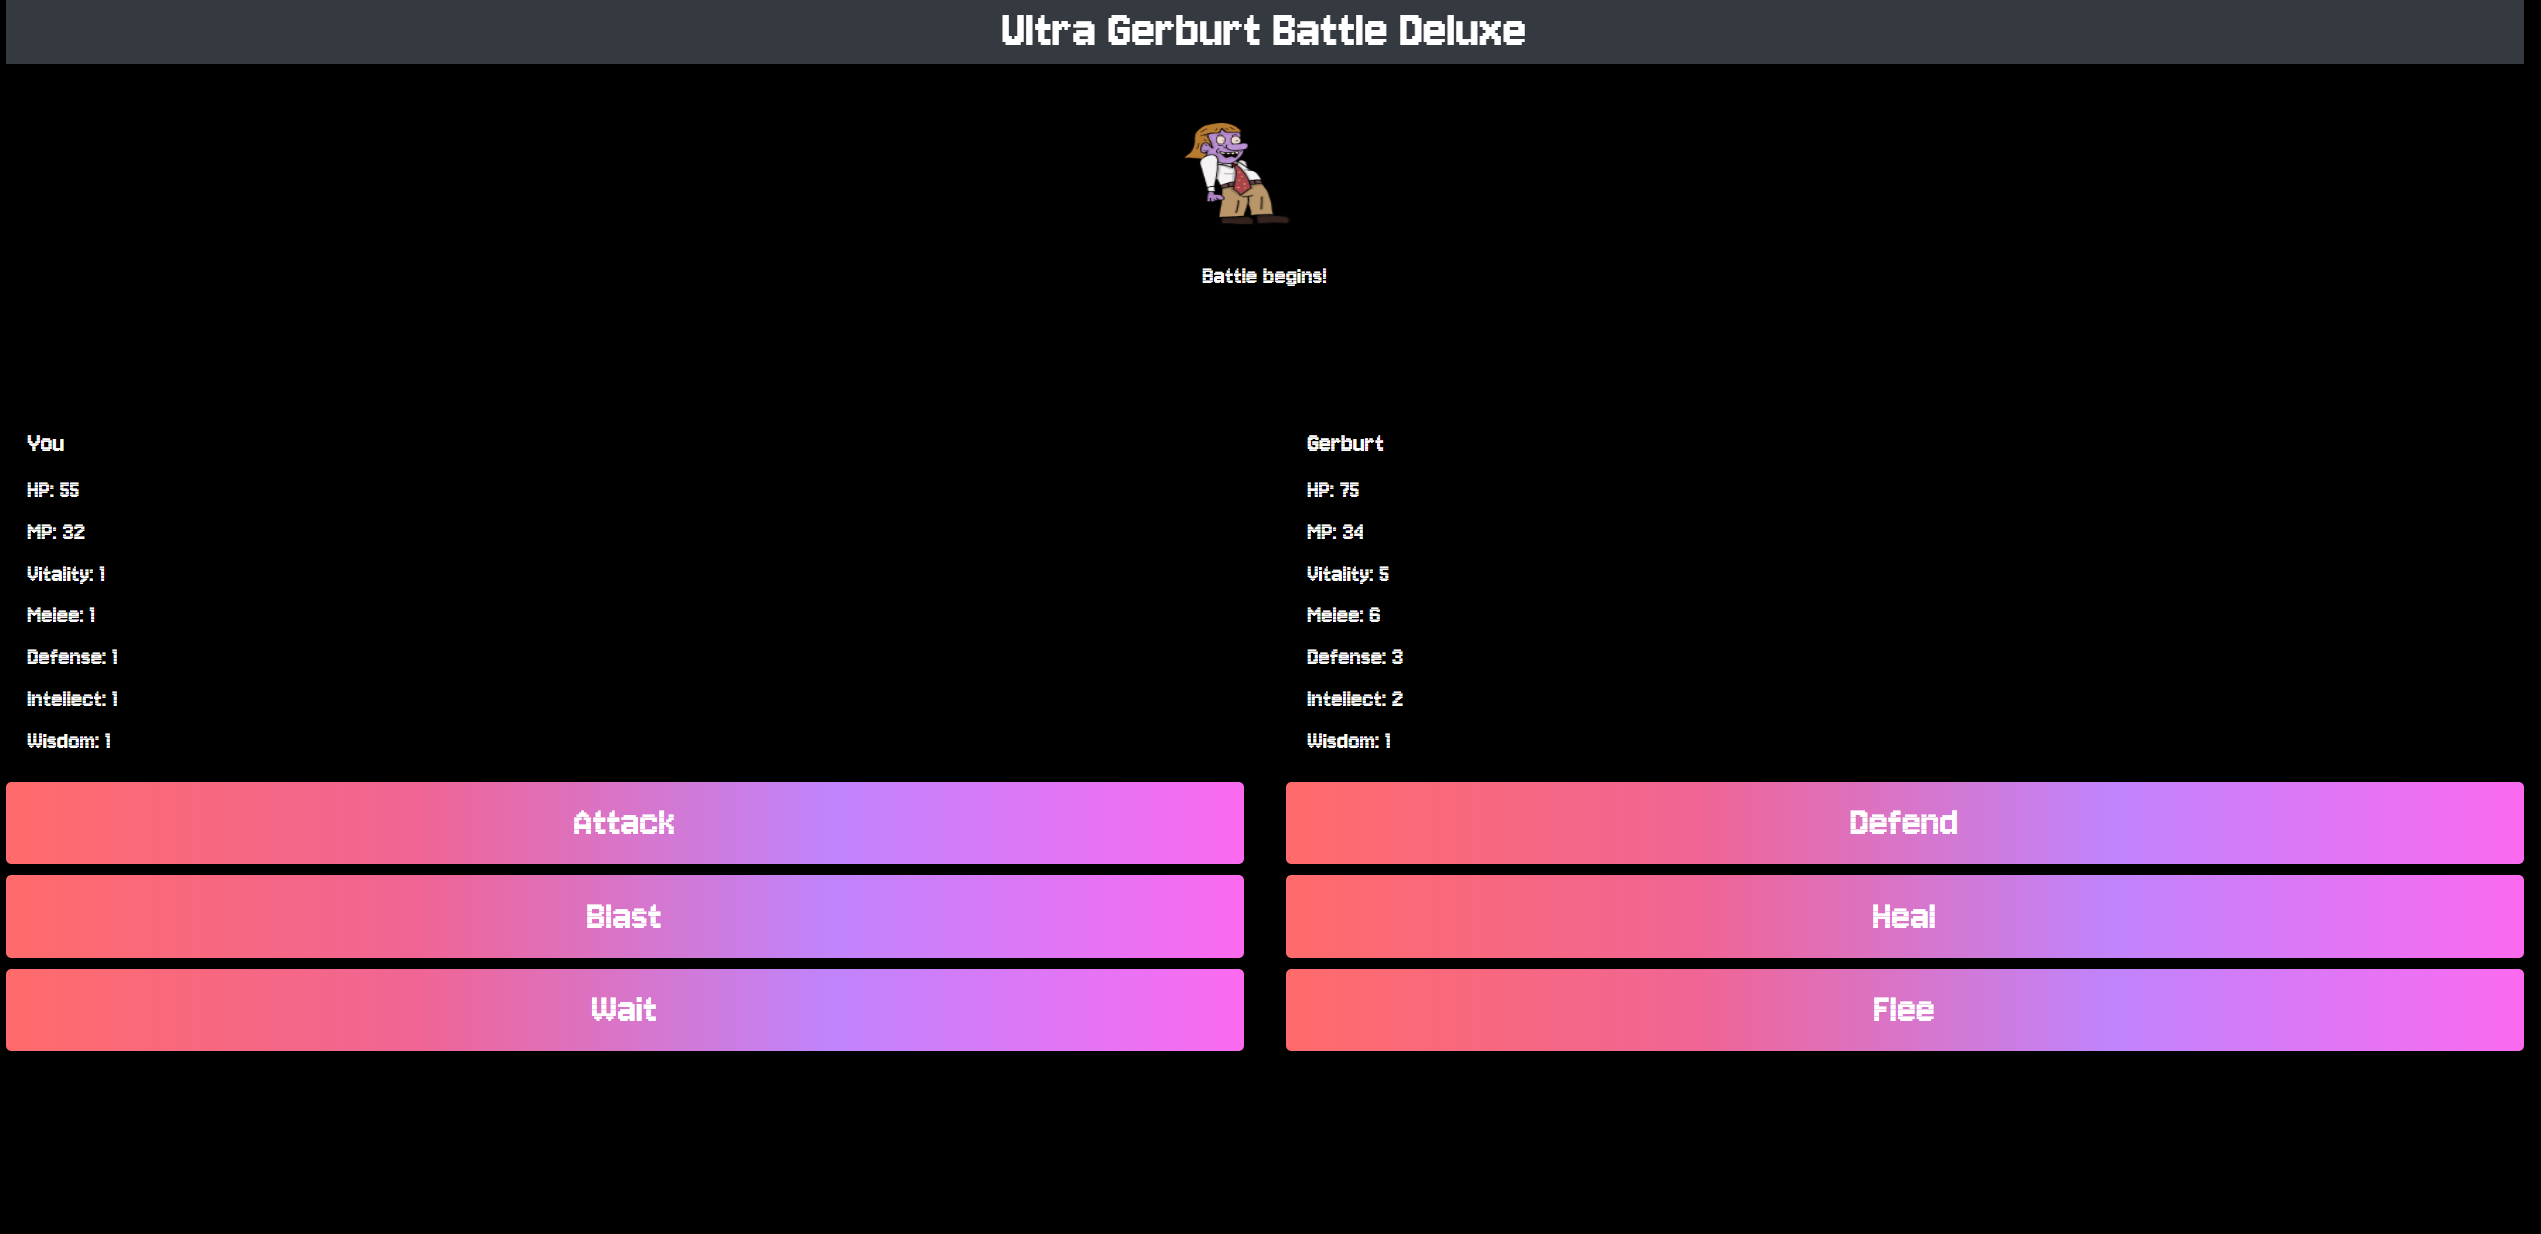 Ultra Gerburt Battle Deluxe
Battle begins!
You
HP: 55
MP: 32
Vitality: 1
Melee: 1
Defense: 1
Intellect: 1
Wisdom: 1
Gerburt
HP: 75
MP: 34
Vitality: 5
Melee: 6
Defense: 3
Intellect: 2
Wisdom: 1
Attack
Defend
Blast
Heal
Wait
Flee